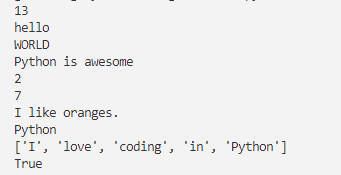 13
hello
WORLD
Python is awesome
2
7
I like oranges.
Python
['I', 'love', 'coding', 'in', 'Python']
True